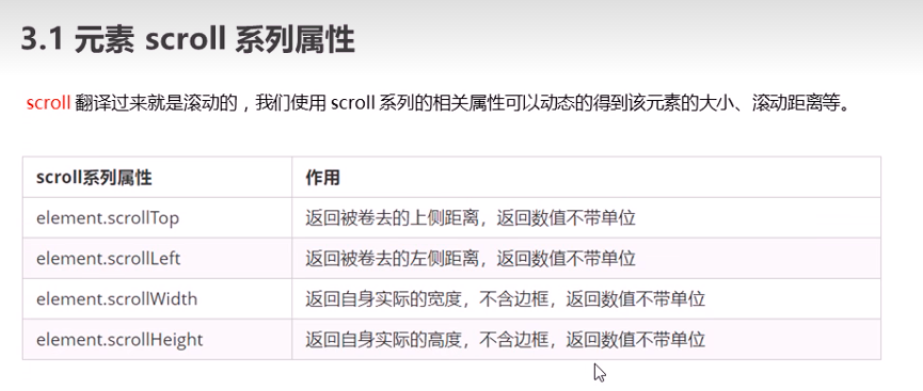 3.1 元素 scroll 系列属性
scroll 翻译过来就是滚动的，我们使用 scroll 系列的相关属性可以动态的得到该元素的大小、滚动距离等。
scroll系列属性 作用
element.scrollTop 返回被卷去的上侧距离，返回数值不带单位
element.scrollLeft 返回被卷去的左侧距离，返回数值不带单位
element.scrollWidth 返回自身实际的宽度，不含边框，返回数值不带单位
element.scrollHeight 返回自身实际的高度，不含边框，返回数值不带单位